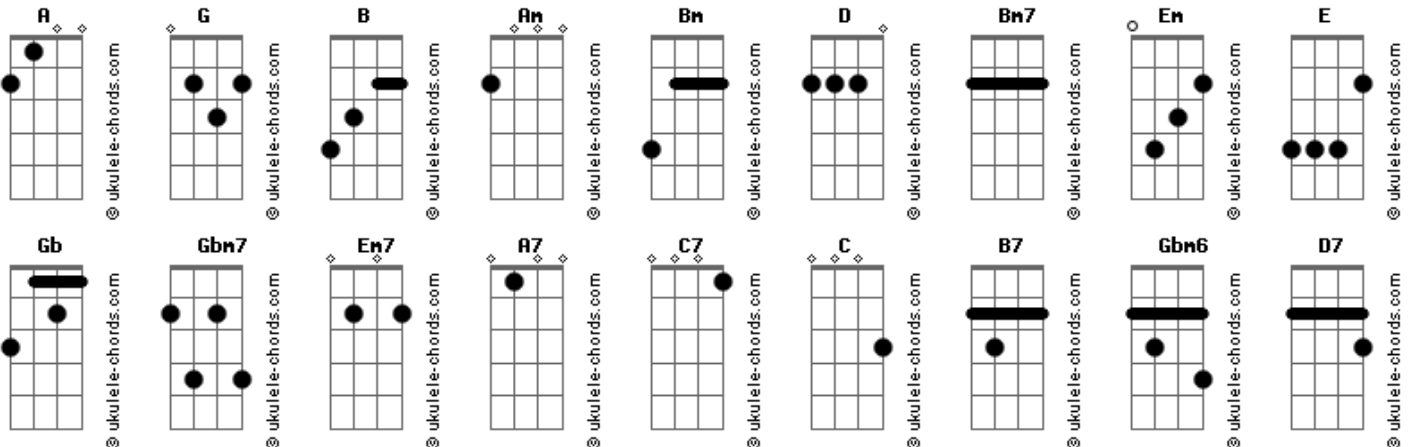 A G B Am Bm D Bm7 Em E
© ukulele-chords.com © ukulele-chords.com © ukulele-chords.com © ukulele-chords.com © ukulele-chords.com © ukulele-chords.com © ukulele-chords.com © ukulele-chords.com © ukulele-chords.com
Gb Gbm7 Em7 A7 C7 C B7 Gbm6 D7
© ukulele-chords.com © ukulele-chords.com © ukulele-chords.com © ukulele-chords.com © ukulele-chords.com © ukulele-chords.com © ukulele-chords.com © ukulele-chords.com © ukulele-chords.com